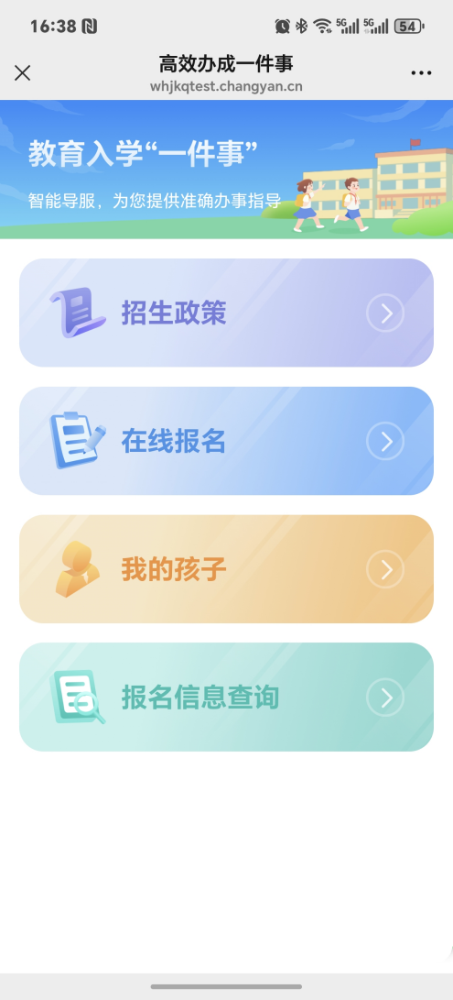 16:38
5G 5G 54
高效办成一件事
whjkqtest.changyan.cn
教育入学“一件事”
智能导服，为您提供准确办事指导
招生政策
在线报名
我的孩子
报名信息查询